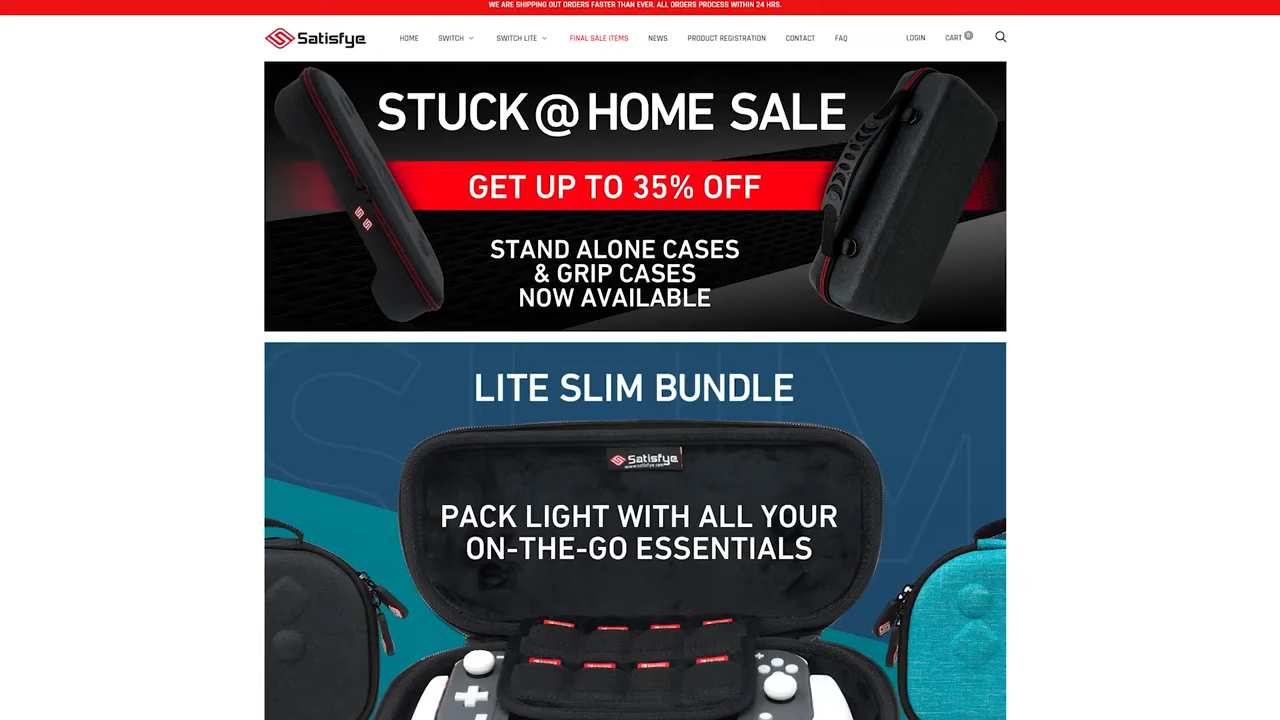 WE ARE SHIPPING OUT ORDERS FASTER THAN EVER. ALL ORDERS PROCESS WITHIN 24 HRS.
Satisfye HOME SWITCH SWITCH LITE FINAL SALE ITEMS NEWS PRODUCT REGISTRATION CONTACT FAQ LOGIN CART 0
STUCK@HOME SALE
GET UP TO 35% OFF
STAND ALONE CASES
& GRIP CASES
NOW AVAILABLE
LITE SLIM BUNDLE
Satisfye
www.satisfye.com
PACK LIGHT WITH ALL YOUR
ON-THE-GO ESSENTIALS